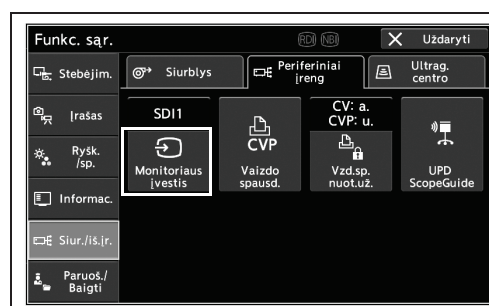 Funkc. sąr.
RDI NBI
Uždaryti
Stebėjim.
Siurblys
Periferiniai
įreng
Ultrag.
centro
Įrašas
SDI1
CV: a.
CVP: u.
CVP
Ryšk.
/sp.
Monitoriaus
įvestis
Vaizdo
spausd.
Vzd.sp.
nuot.už.
UPD
ScopeGuide
Informac.
Siur./iš.įr.
Paruoš./
Baigti